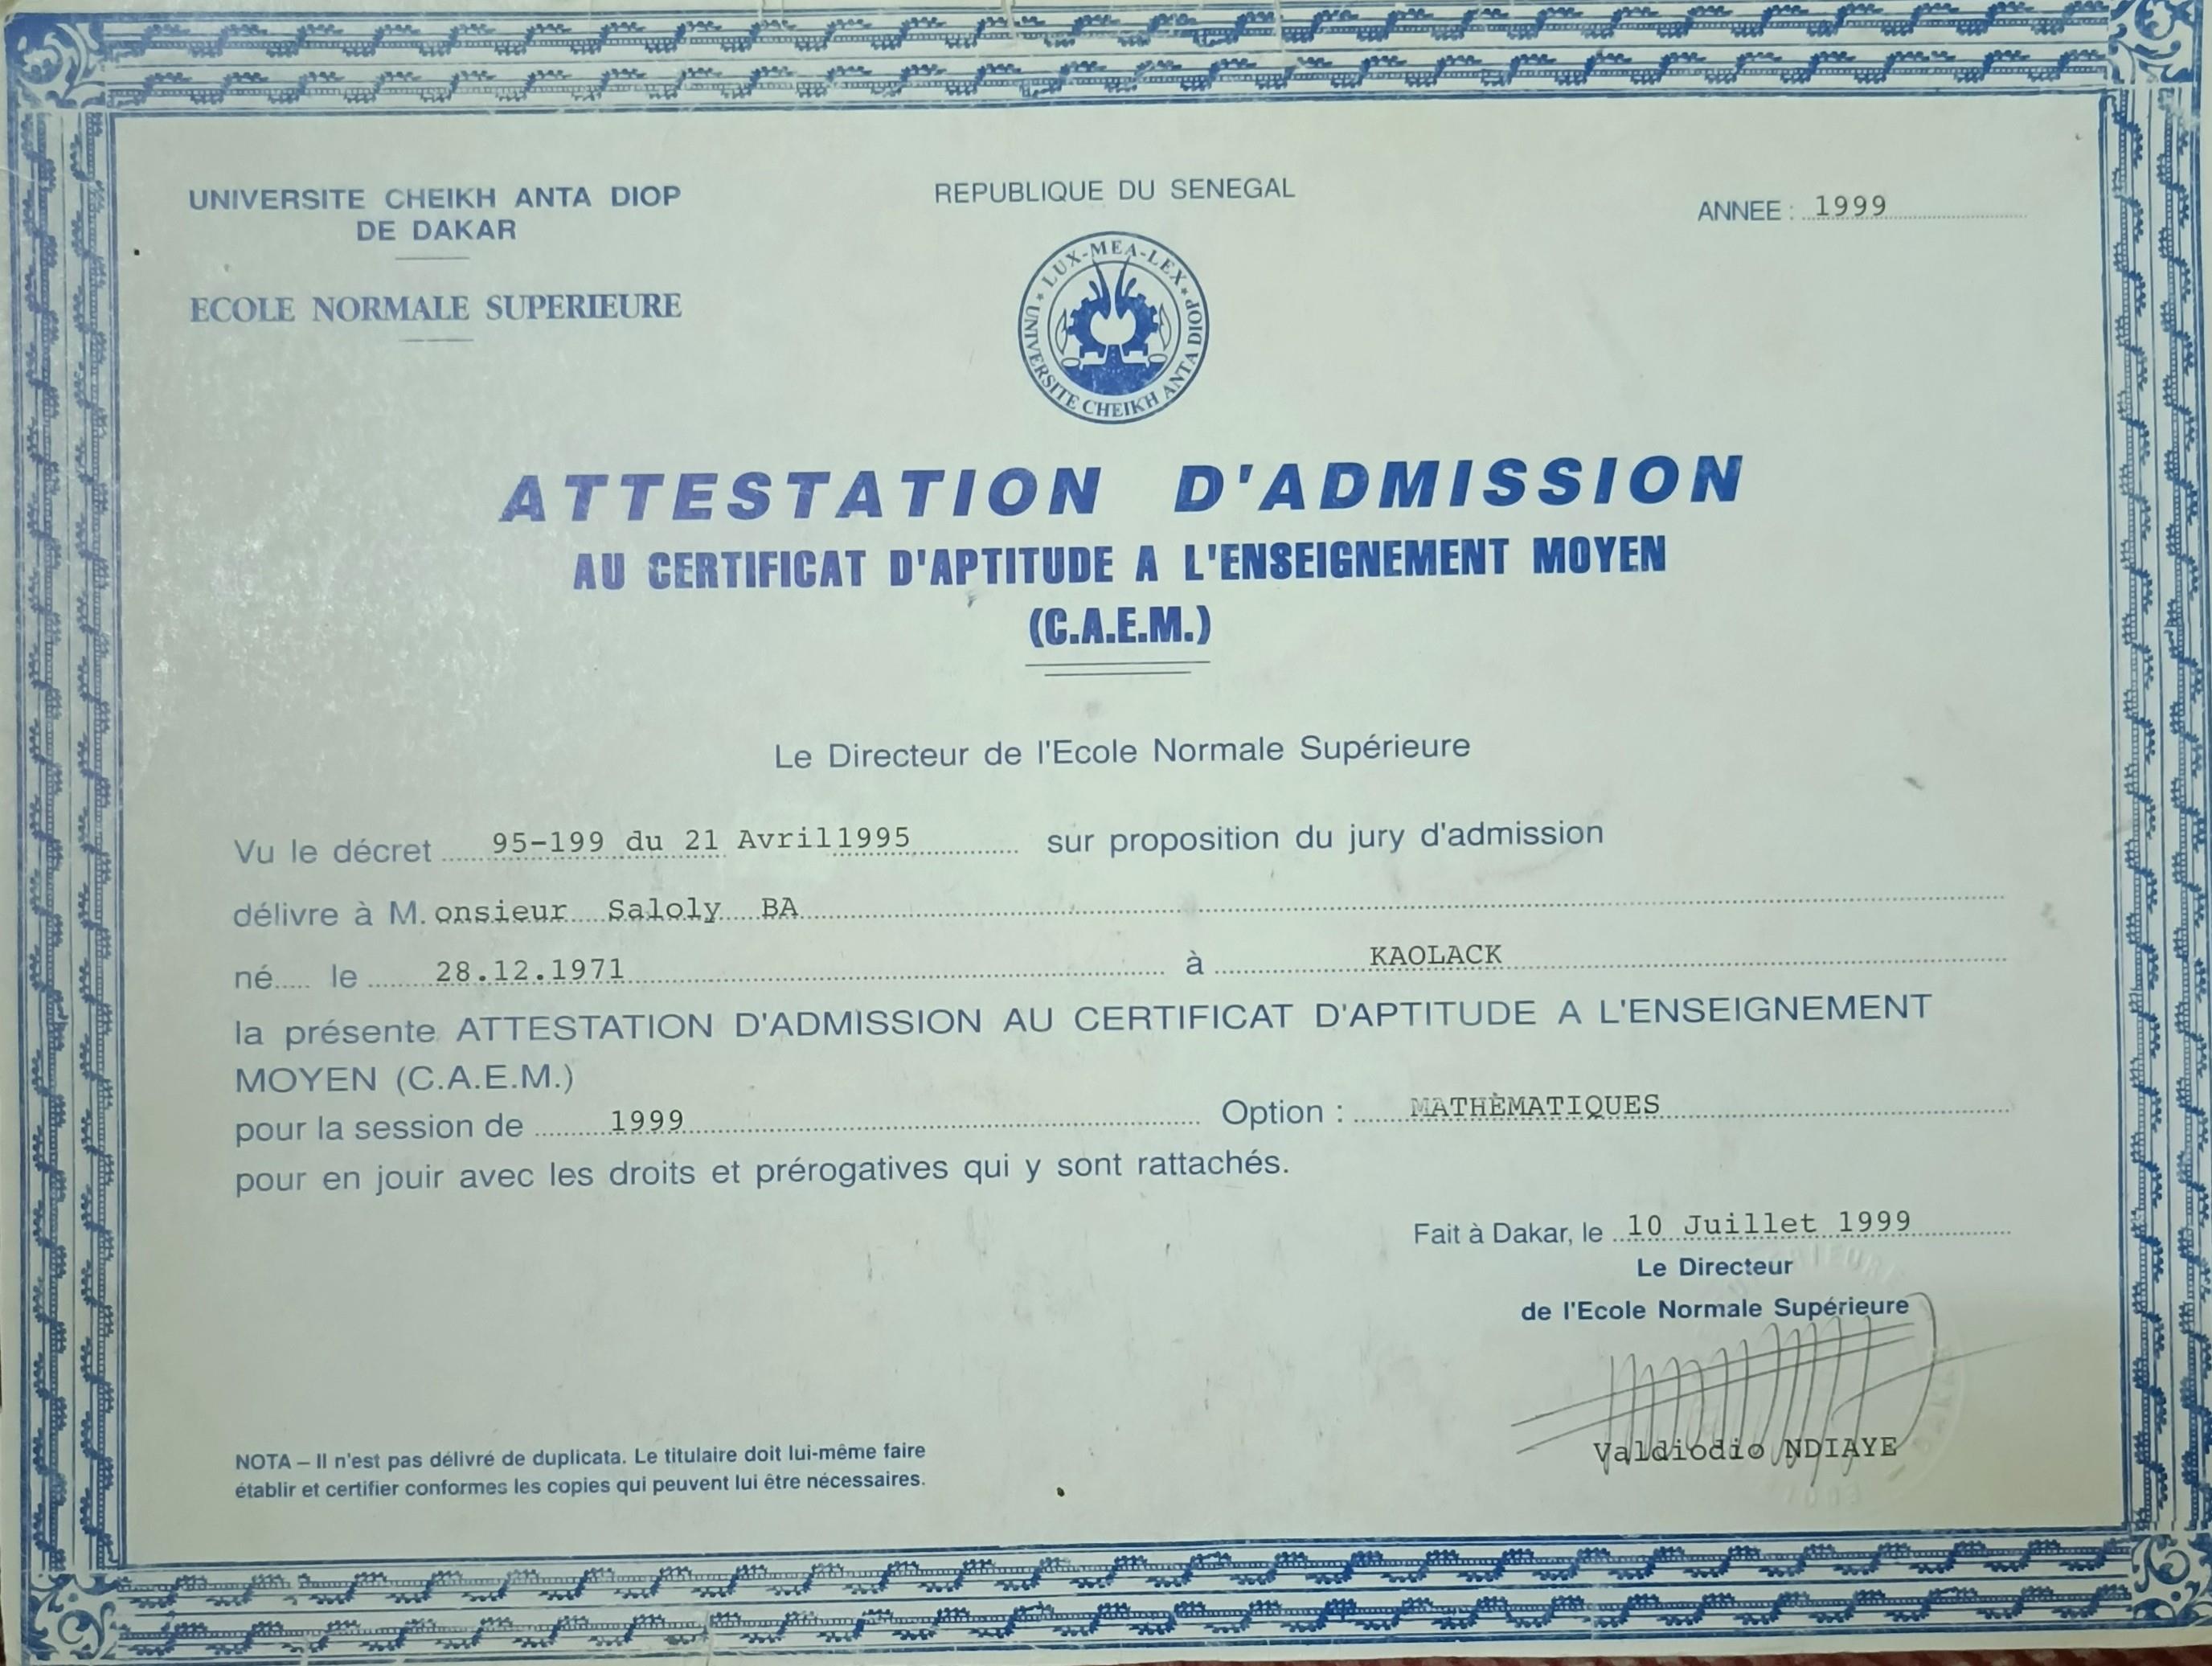 UNIVERSITE CHEIKH ANTA DIOP
DE DAKAR
ECOLE NORMALE SUPERIEURE
REPUBLIQUE DU SENEGAL
LUX-MEA-LEX
UNIVERSITE CHEIKH ANTA DIOP
ANNEE : 1999
ATTESTATION D'ADMISSION
AU CERTIFICAT D'APTITUDE A L'ENSEIGNEMENT MOYEN
(C.A.E.M.)
Le Directeur de l'Ecole Normale Supérieure
Vu le décret 95-199 du 21 Avril1995 sur proposition du jury d'admission
délivre à M. onsieur Saloly BA
né..... le 28.12.1971 à KAOLACK
la présente ATTESTATION D'ADMISSION AU CERTIFICAT D'APTITUDE A L'ENSEIGNEMENT
MOYEN (C.A.E.M.)
pour la session de 1999 Option : MATHÈMATIQUES
pour en jouir avec les droits et prérogatives qui y sont rattachés.
Fait à Dakar, le 10 Juillet 1999
Le Directeur
de l'Ecole Normale Supérieure
Valdiodio NDIAYE
NOTA – Il n'est pas délivré de duplicata. Le titulaire doit lui-même faire
établir et certifier conformes les copies qui peuvent lui être nécessaires.